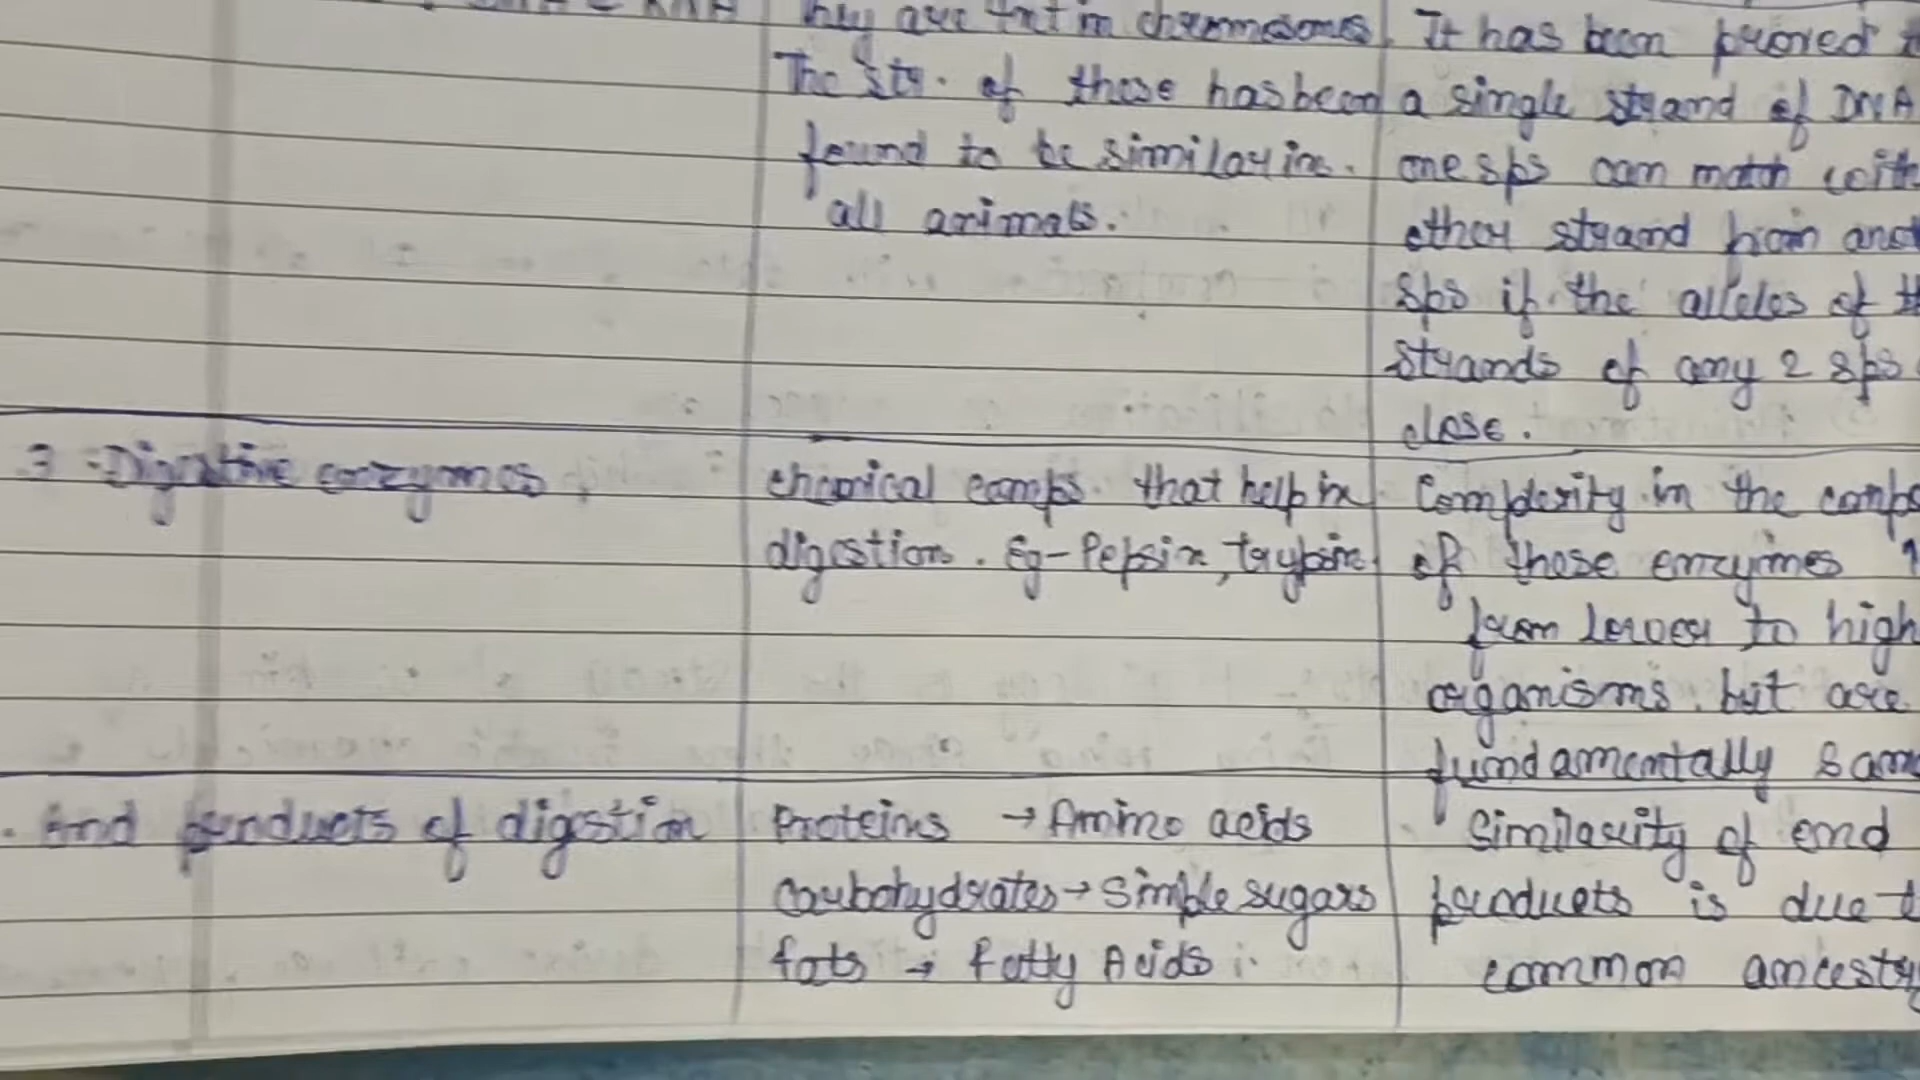 DNA & RNA
They are fnt in chromosomes.
The str. of these has been
found to be similar in
all animals.
It has been proved
a single strand of DNA
one sps can match with
other strand from
sps if the alleles of
strands of any 2 sps
close.
Digestive enzymes
chemical comps. that help in
digestion. Eg- Pepsin, trypsin
Complexity in the comps
of these enzymes
from lower to high
organisms. but are
fundamentally sam
End products of digestion
Proteins → Amino acids
Carbohydrates → Simple sugars
fats → Fatty Acids
Similarity of end
products is due t
common ancestry